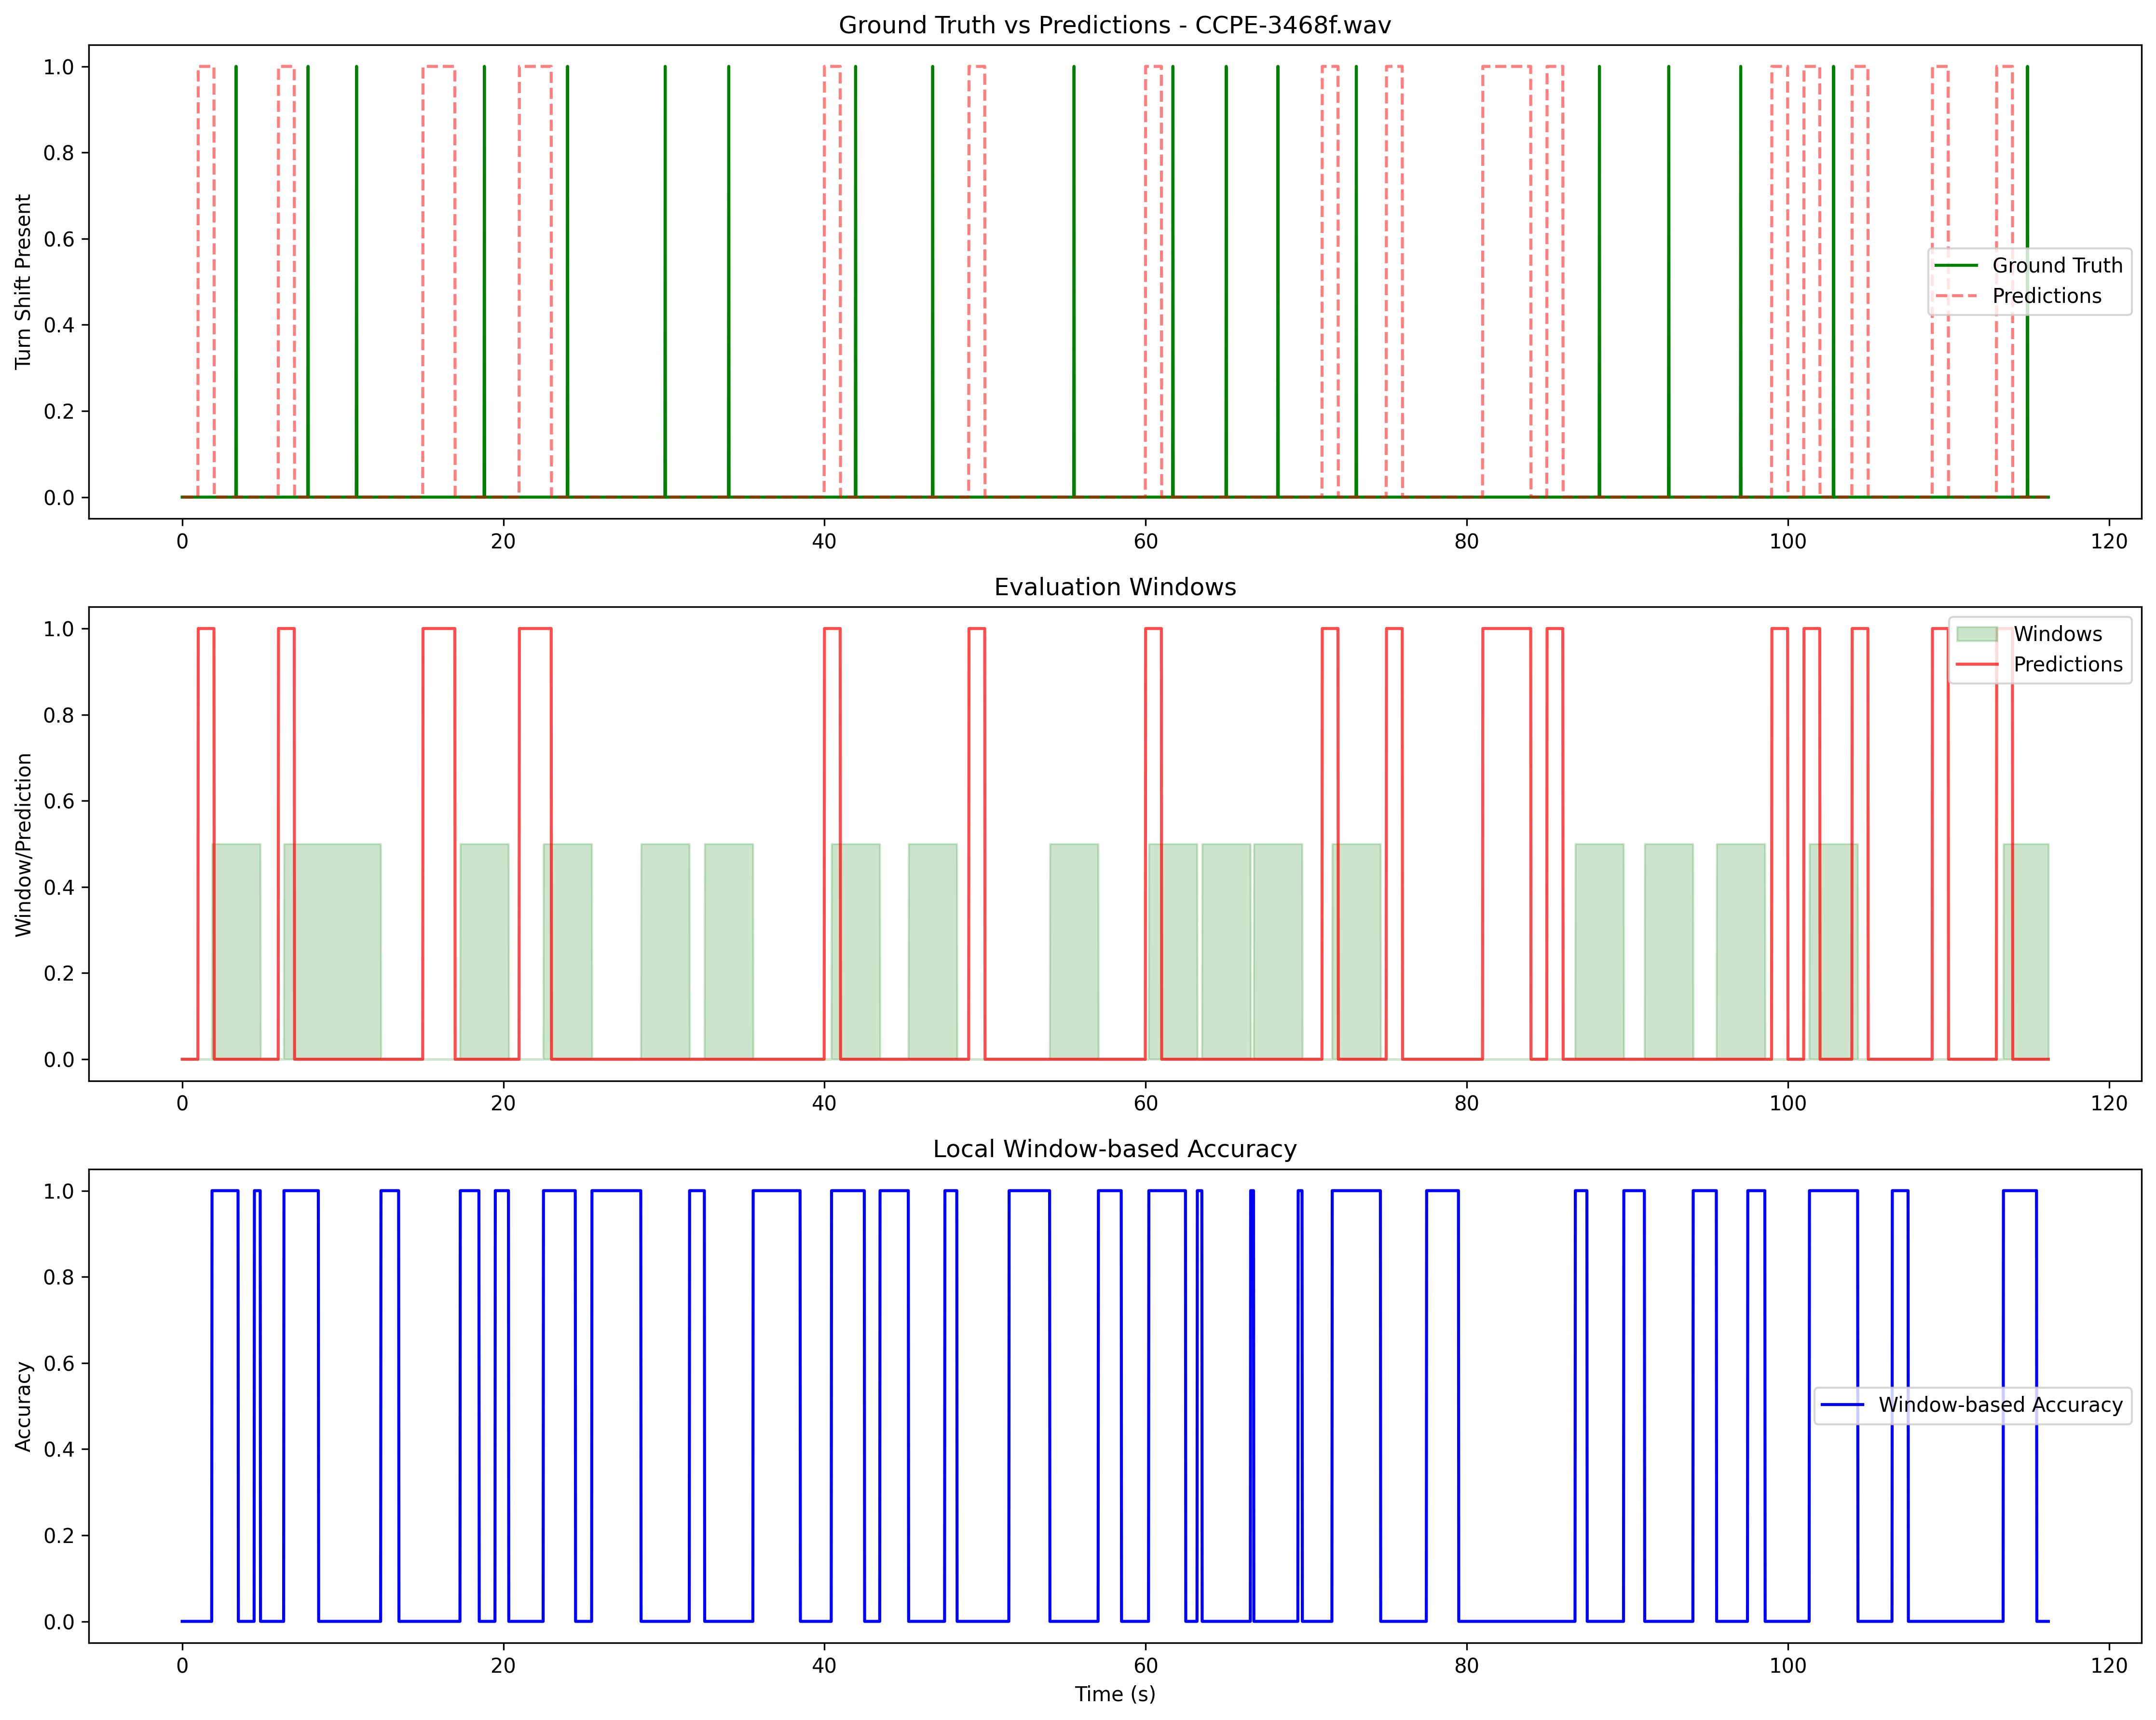 Ground Truth vs Predictions - CCPE-3468f.wav
Turn Shift Present
1.0
0.8
0.6
0.4
0.2
0.0
Ground Truth
Predictions
0 20 40 60 80 100 120
Evaluation Windows
Window/Prediction
1.0
0.8
0.6
0.4
0.2
0.0
Windows
Predictions
0 20 40 60 80 100 120
Local Window-based Accuracy
Accuracy
1.0
0.8
0.6
0.4
0.2
0.0
Window-based Accuracy
0 20 40 60 80 100 120
Time (s)